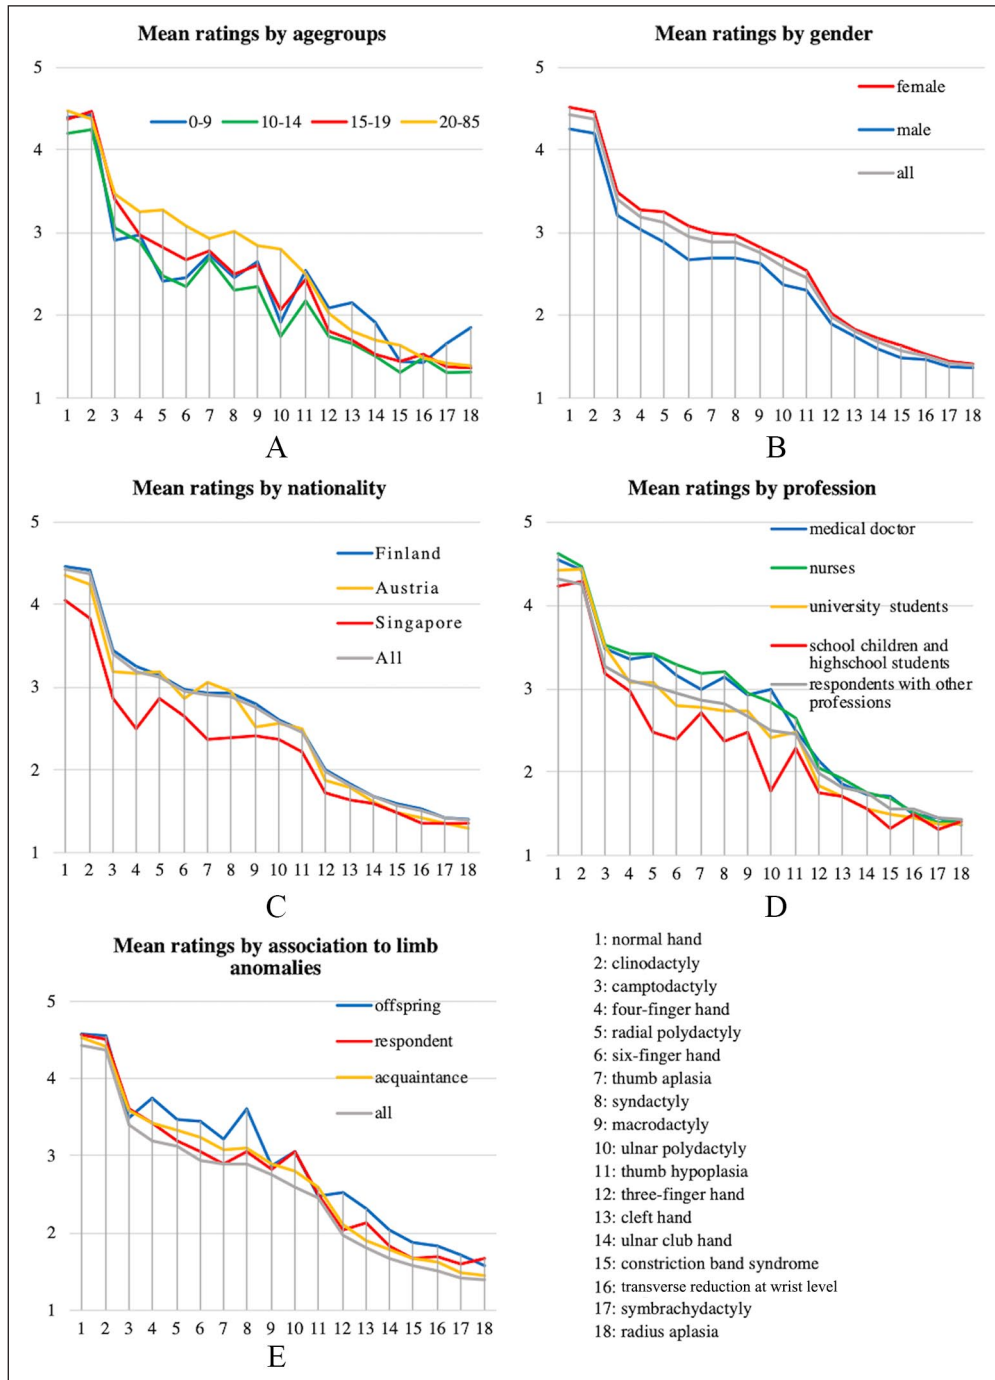 Mean ratings by agegroups
5
4
3
2
1
0-9 10-14 15-19 20-85
1 2 3 4 5 6 7 8 9 10 11 12 13 14 15 16 17 18
A
Mean ratings by gender
5
4
3
2
1
female
male
all
1 2 3 4 5 6 7 8 9 10 11 12 13 14 15 16 17 18
B
Mean ratings by nationality
5
4
3
2
1
Finland
Austria
Singapore
All
1 2 3 4 5 6 7 8 9 10 11 12 13 14 15 16 17 18
C
Mean ratings by profession
5
4
3
2
1
medical doctor
nurses
university students
school children and
highschool students
respondents with other
professions
1 2 3 4 5 6 7 8 9 10 11 12 13 14 15 16 17 18
D
Mean ratings by association to limb
anomalies
5
4
3
2
1
offspring
respondent
acquaintance
all
1 2 3 4 5 6 7 8 9 10 11 12 13 14 15 16 17 18
E
1: normal hand
2: clinodactyly
3: camptodactyly
4: four-finger hand
5: radial polydactyly
6: six-finger hand
7: thumb aplasia
8: syndactyly
9: macrodactyly
10: ulnar polydactyly
11: thumb hypoplasia
12: three-finger hand
13: cleft hand
14: ulnar club hand
15: constriction band syndrome
16: transverse reduction at wrist level
17: symbrachydactyly
18: radius aplasia